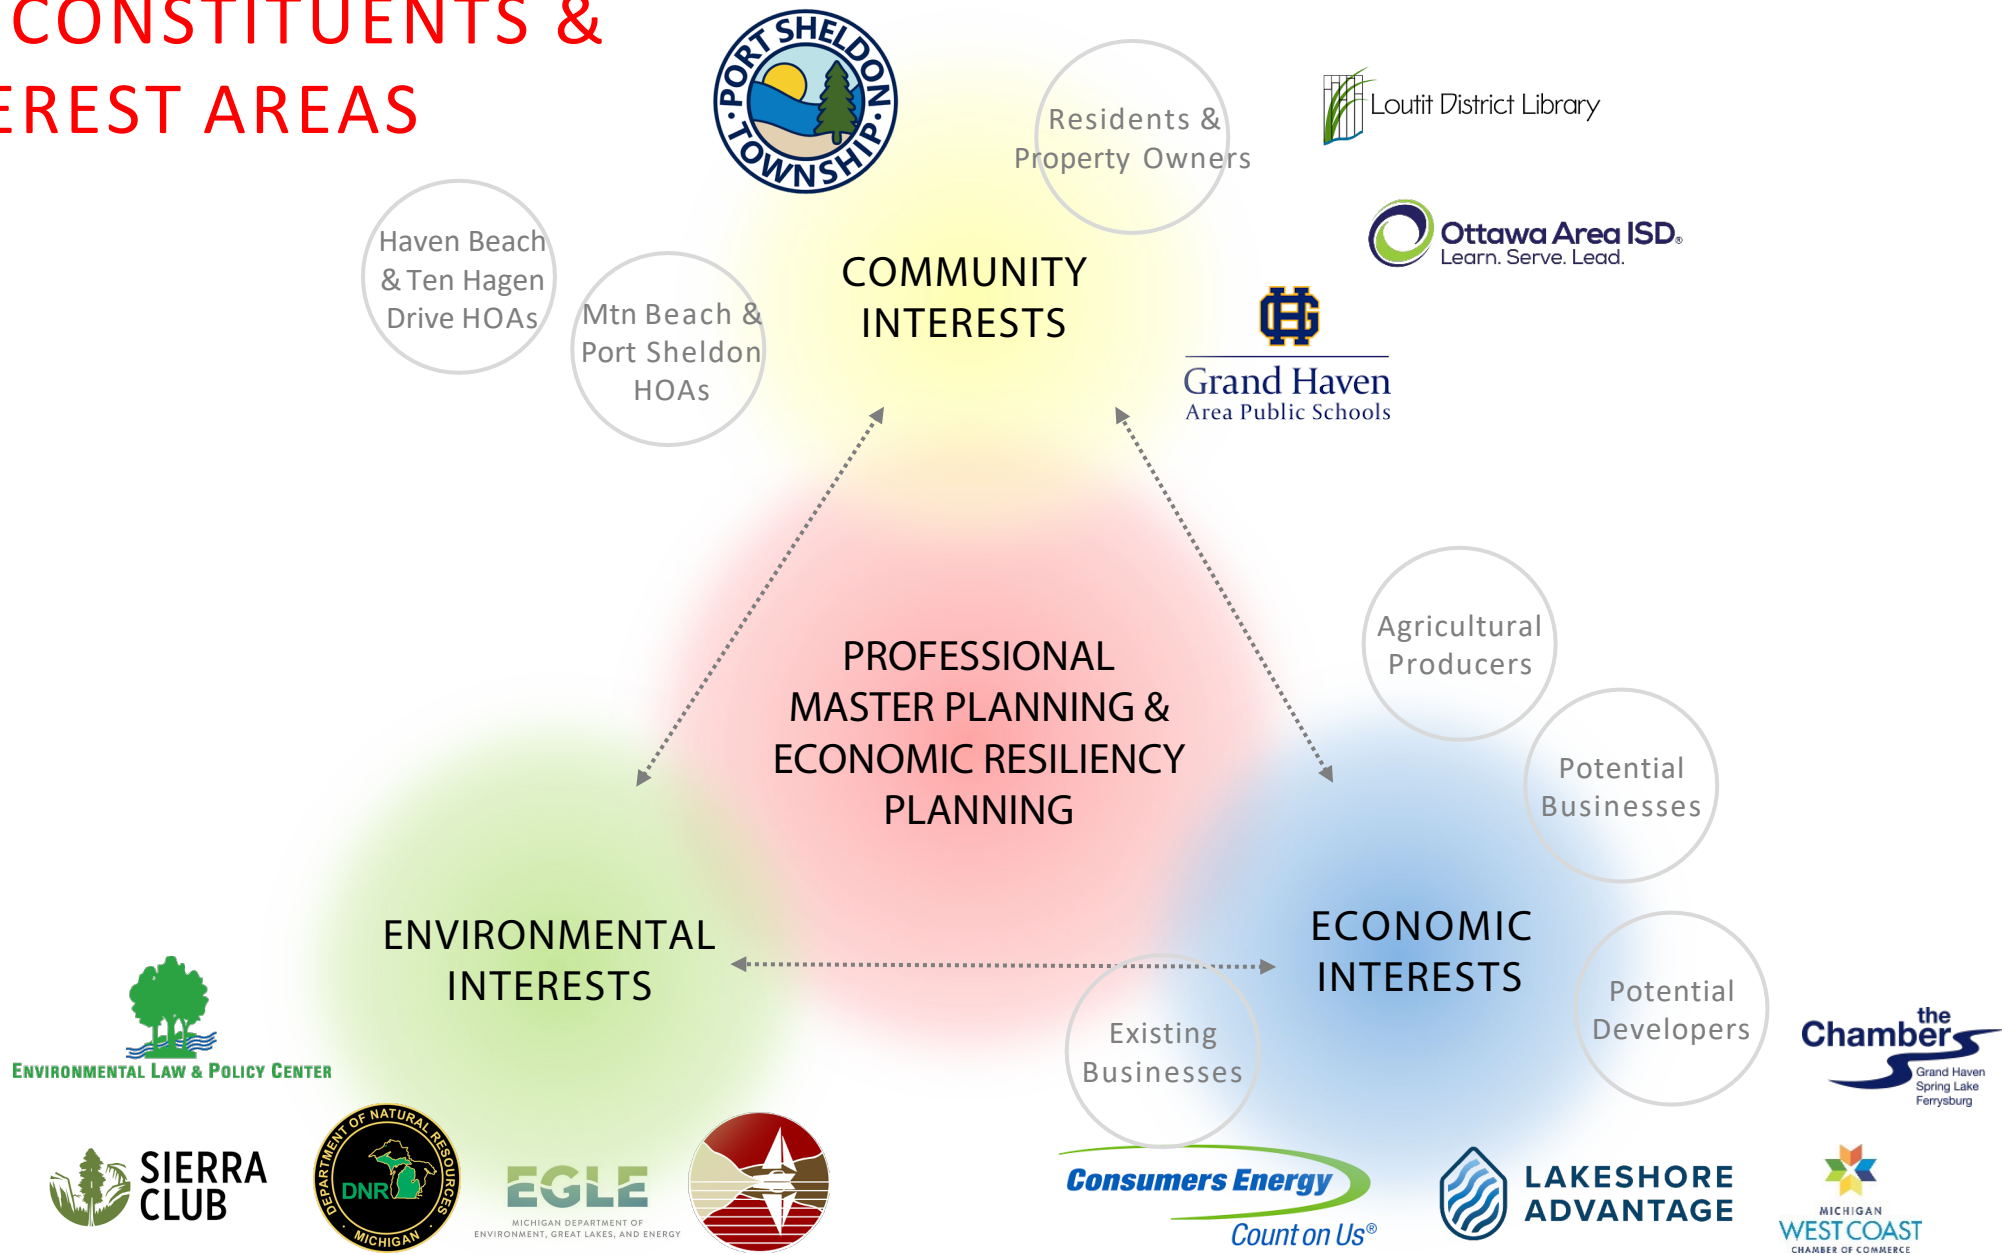 CONSTITUENTS &
EREST AREAS
PORT SHELDON
TOWNSHIP
Residents &
Property Owners
Loutit District Library
Haven Beach
& Ten Hagen
Drive HOAs
Mtn Beach &
Port Sheldon
HOAs
COMMUNITY
INTERESTS
Ottawa Area ISD®
Learn. Serve. Lead.
GH
Grand Haven
Area Public Schools
Agricultural
Producers
PROFESSIONAL
MASTER PLANNING &
ECONOMIC RESILIENCY
PLANNING
Potential
Businesses
ENVIRONMENTAL
INTERESTS
ECONOMIC
INTERESTS
Potential
Developers
Existing
Businesses
the
Chamber
Grand Haven
Spring Lake
Ferrysburg
ENVIRONMENTAL LAW & POLICY CENTER
SIERRA
CLUB
DEPARTMENT OF NATURAL RESOURCES
DNR
MICHIGAN
EGLE
MICHIGAN DEPARTMENT OF
ENVIRONMENT, GREAT LAKES, AND ENERGY
Consumers Energy
Count on Us®
LAKESHORE
ADVANTAGE
MICHIGAN
WEST COAST
CHAMBER OF COMMERCE